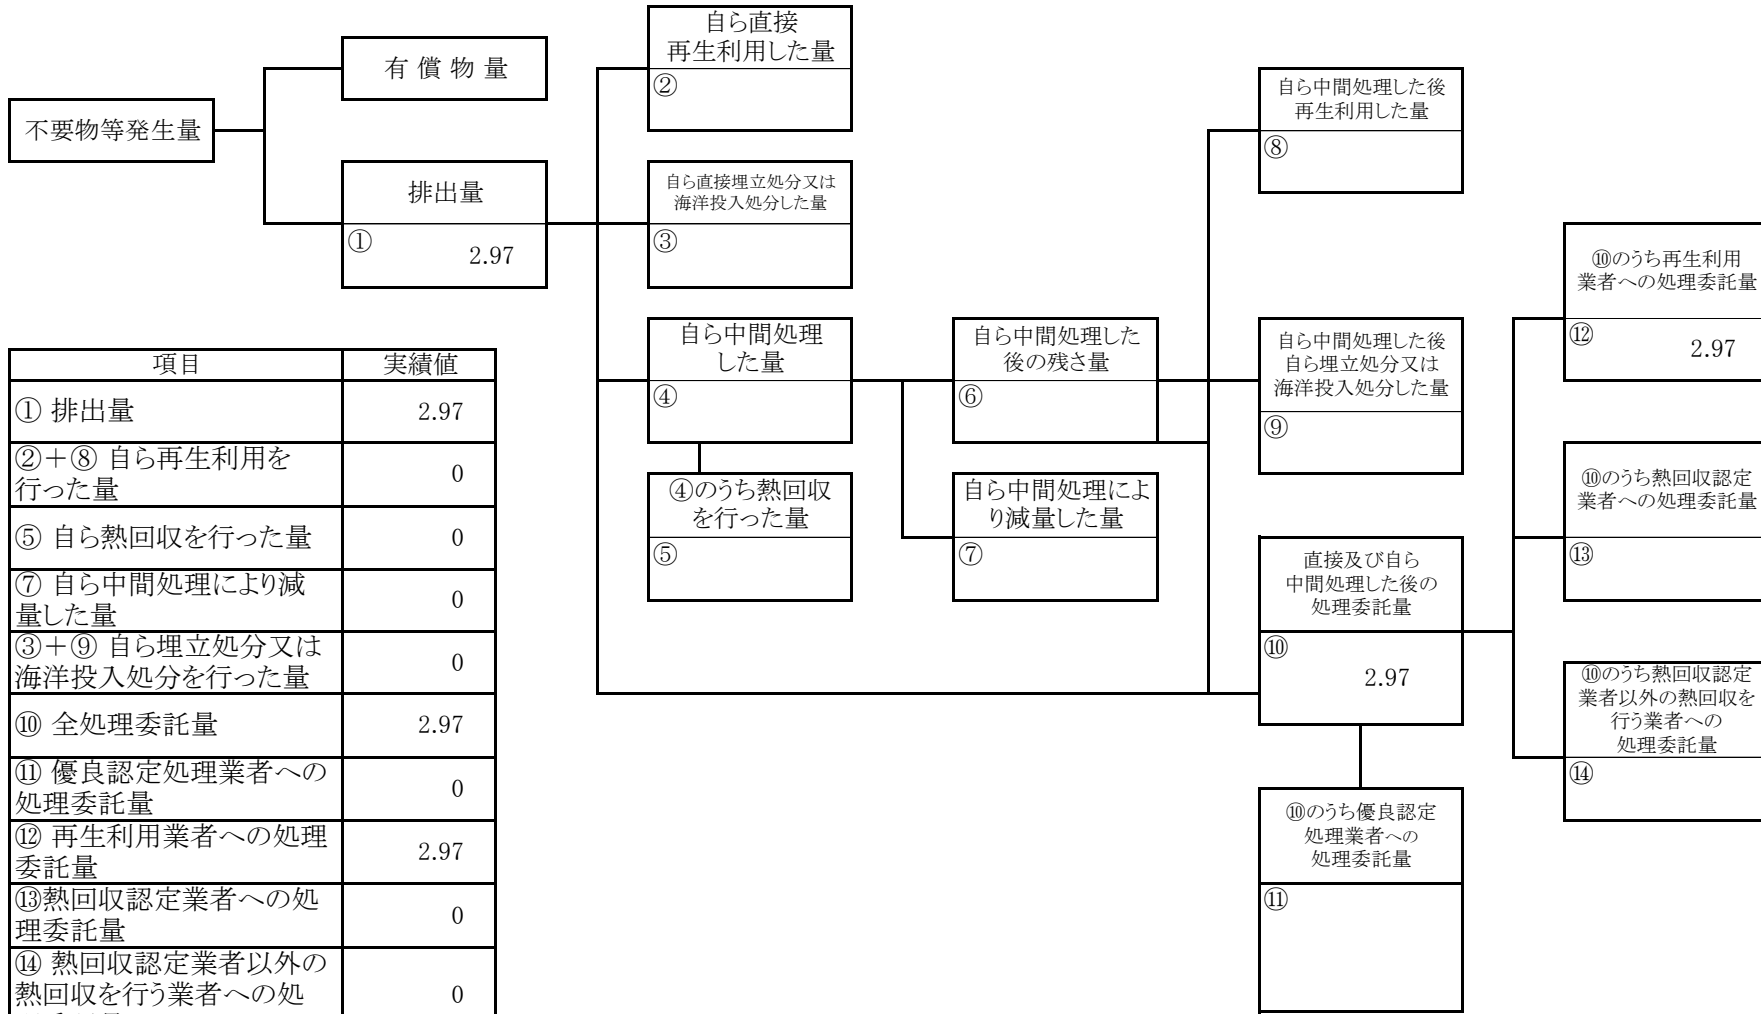 不要物等発生量
有 償 物 量
排出量
①
2.97
自ら直接
再生利用した量
②
自ら直接埋立処分又は
海洋投入処分した量
③
自ら中間処理
した量
④
④のうち熱回収
を行った量
⑤
自ら中間処理した
後の残さ量
⑥
自ら中間処理によ
り減量した量
⑦
自ら中間処理した後
再生利用した量
⑧
自ら中間処理した後
自ら埋立処分又は
海洋投入処分した量
⑨
直接及び自ら
中間処理した後の
処理委託量
⑩
2.97
⑩のうち優良認定
処理業者への
処理委託量
⑪
⑩のうち再生利用
業者への処理委託量
⑫
2.97
⑩のうち熱回収認定
業者への処理委託量
⑬
⑩のうち熱回収認定
業者以外の熱回収を
行う業者への
処理委託量
⑭
項目 実績値
① 排出量 2.97
②＋⑧ 自ら再生利用を
行った量 0
⑤ 自ら熱回収を行った量 0
⑦ 自ら中間処理により減
量した量 0
③＋⑨ 自ら埋立処分又は
海洋投入処分を行った量 0
⑩ 全処理委託量 2.97
⑪ 優良認定処理業者への
処理委託量 0
⑫ 再生利用業者への処理
委託量 2.97
⑬熱回収認定業者への処
理委託量 0
⑭ 熱回収認定業者以外の
熱回収を行う業者への処 0